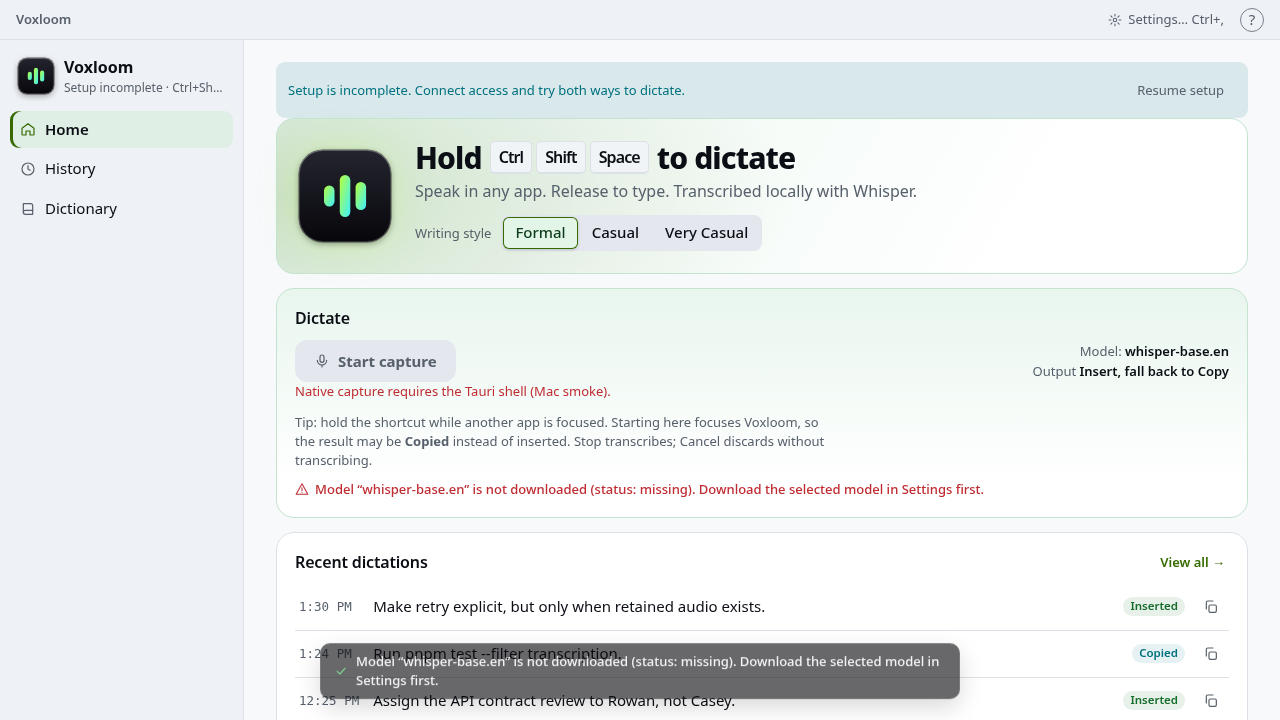 Voxloom
Settings... Ctrl+,
?
Voxloom
Setup incomplete · Ctrl+Sh...
Home
History
Dictionary
Setup is incomplete. Connect access and try both ways to dictate.
Resume setup
Hold Ctrl Shift Space to dictate
Speak in any app. Release to type. Transcribed locally with Whisper.
Writing style Formal Casual Very Casual
Dictate
Start capture
Model: whisper-base.en
Output Insert, fall back to Copy
Native capture requires the Tauri shell (Mac smoke).
Tip: hold the shortcut while another app is focused. Starting here focuses Voxloom, so
the result may be Copied instead of inserted. Stop transcribes; Cancel discards without
transcribing.
Model “whisper-base.en” is not downloaded (status: missing). Download the selected model in Settings first.
Recent dictations
View all →
1:30 PM Make retry explicit, but only when retained audio exists. Inserted
1:24 PM Run pnpm test --filter transcription. Copied
Model “whisper-base.en” is not downloaded (status: missing). Download the selected model in
Settings first.
12:25 PM Assign the API contract review to Rowan, not Casey. Inserted